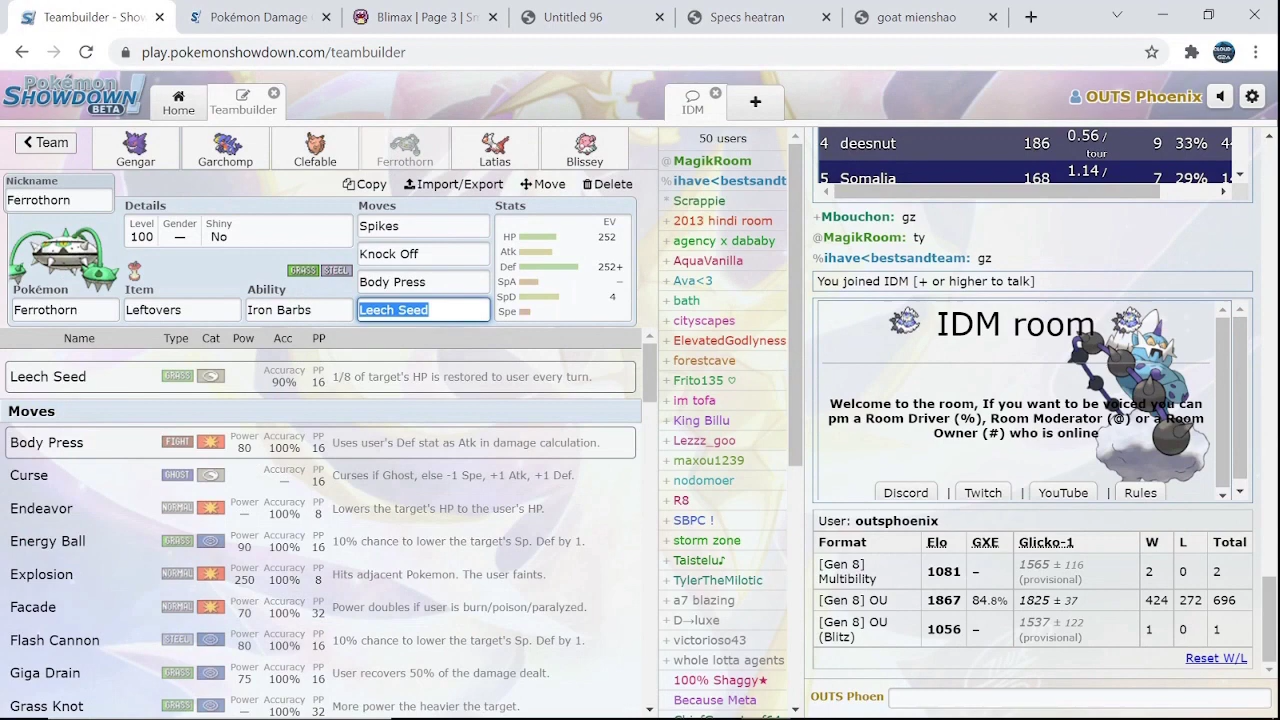 Teambuilder - Show
Pokémon Damage C
Blimax | Page 3 | Sm
Untitled 96
Specs heatran
goat mienshao
play.pokemonshowdown.com/teambuilder
Pokémon
SHOWDOWN!
BETA
Home
Teambuilder
IDM
OUTS Phoenix
Team
Gengar
Garchomp
Clefable
Ferrothorn
Latias
Blissey
Copy
Import/Export
Move
Delete
Nickname
Ferrothorn
Details
Level
100
Gender
—
Shiny
No
GRASS STEEL
Pokémon
Ferrothorn
Item
Leftovers
Ability
Iron Barbs
Moves
Spikes
Knock Off
Body Press
Leech Seed
Stats
EV
HP 252
Atk
Def 252+
SpA –
SpD 4
Spe
Name Type Cat Pow Acc PP
Leech Seed GRASS Accuracy 90% PP 16 1/8 of target's HP is restored to user every turn.
Moves
Body Press FIGHT Power 80 Accuracy 100% PP 16 Uses user's Def stat as Atk in damage calculation.
Curse GHOST Accuracy — PP 16 Curses if Ghost, else -1 Spe, +1 Atk, +1 Def.
Endeavor NORMAL Power — Accuracy 100% PP 8 Lowers the target's HP to the user's HP.
Energy Ball GRASS Power 90 Accuracy 100% PP 16 10% chance to lower the target's Sp. Def by 1.
Explosion NORMAL Power 250 Accuracy 100% PP 8 Hits adjacent Pokemon. The user faints.
Facade NORMAL Power 70 Accuracy 100% PP 32 Power doubles if user is burn/poison/paralyzed.
Flash Cannon STEEL Power 80 Accuracy 100% PP 16 10% chance to lower the target's Sp. Def by 1.
Giga Drain GRASS Power 75 Accuracy 100% PP 16 User recovers 50% of the damage dealt.
Grass Knot GRASS Power — Accuracy 100% PP 32 More power the heavier the target.
50 users
@MagikRoom
%ihave<bestsandt
* Scrappie
+ 2013 hindi room
+ agency x dababy
+ AquaVanilla
+ Ava<3
+ bath
+ cityscapes
+ ElevatedGodlyness
+ forestcave
+ Frito135 ♡
+ im tofa
+ King Billu
+ Lezzz_goo
+ maxou1239
+ nodomoer
+ R8
+ SBPC !
+ storm zone
+ Taistelu♪
+ TylerTheMilotic
+ a7 blazing
+ D→luxe
+ victorioso43
+ whole lotta agents
100% Shaggy★
Because Meta
4 deesnut 186 0.56 / tour 9 33%
5 Somalia 168 1.14 / 7 29%
+Mbouchon: gz
@MagikRoom: ty
%ihave<bestsandteam: gz
You joined IDM [+ or higher to talk]
IDM room
Welcome to the room, If you want to be voiced you can
pm a Room Driver (%), Room Moderator (@) or a Room
Owner (#) who is online
Discord | Twitch | YouTube | Rules
User: outsphoenix
Format Elo GXE Glicko-1 W L Total
[Gen 8] Multibility 1081 – 1565 ± 116 (provisional) 2 0 2
[Gen 8] OU 1867 84.8% 1825 ± 37 424 272 696
[Gen 8] OU (Blitz) 1056 – 1537 ± 122 (provisional) 1 0 1
Reset W/L
OUTS Phoen